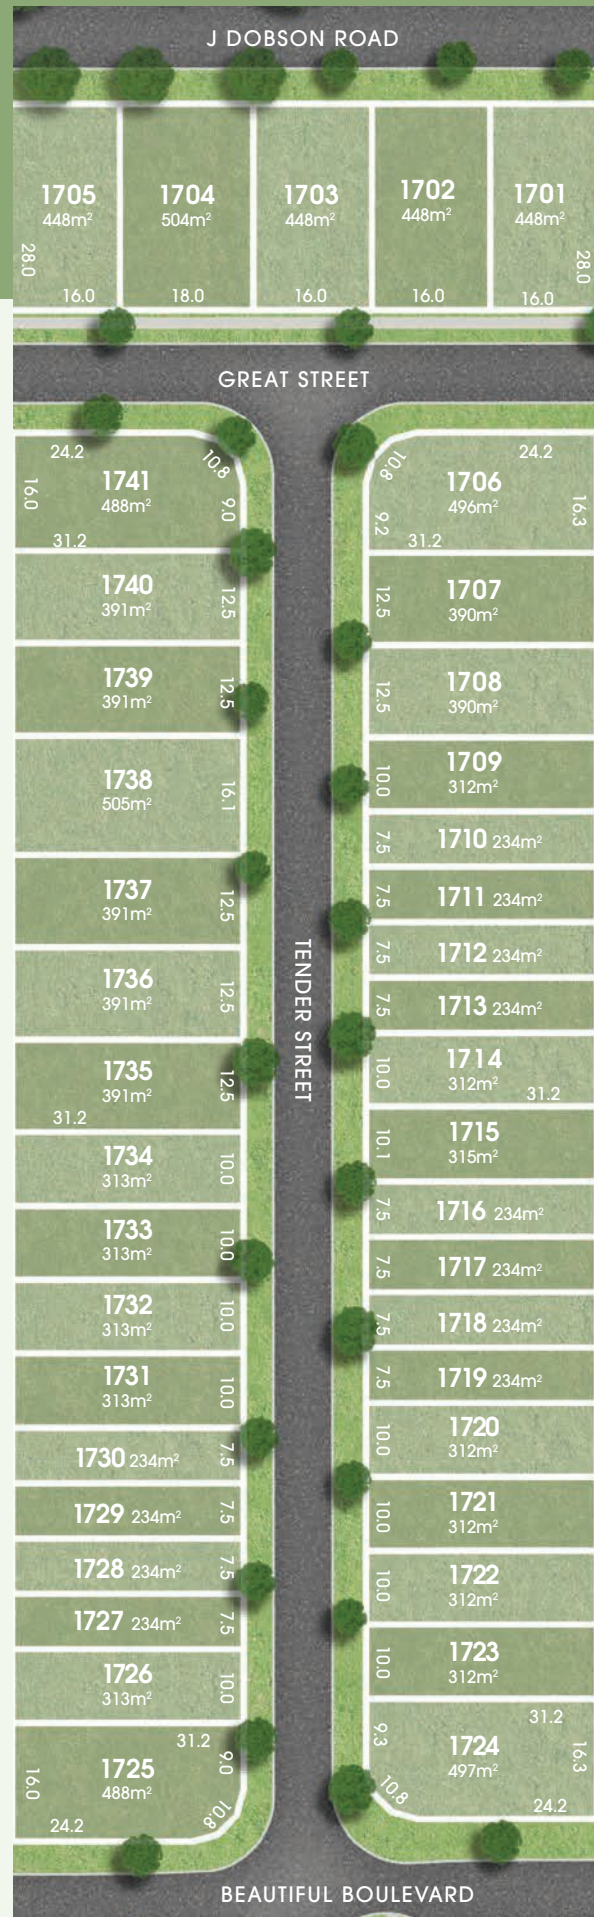 J DOBSON ROAD
1705
448m²
28.0
16.0
1704
504m²
18.0
1703
448m²
16.0
1702
448m²
16.0
1701
448m²
28.0
16.0
GREAT STREET
24.2
10.8
16.0
1741
488m²
9.0
31.2
1740
391m²
12.5
1739
391m²
12.5
1738
505m²
16.1
1737
391m²
12.5
1736
391m²
12.5
1735
391m²
12.5
31.2
1734
313m²
10.0
1733
313m²
10.0
1732
313m²
10.0
1731
313m²
10.0
1730 234m²
7.5
1729 234m²
7.5
1728 234m²
7.5
1727 234m²
7.5
1726
313m²
10.0
31.2
1725
488m²
16.0
9.0
10.8
24.2
TENDER STREET
10.8
24.2
1706
496m²
16.3
9.2
31.2
12.5
1707
390m²
12.5
1708
390m²
10.0
1709
312m²
7.5
1710 234m²
7.5
1711 234m²
7.5
1712 234m²
7.5
1713 234m²
10.0
1714
312m²
31.2
10.1
1715
315m²
7.5
1716 234m²
7.5
1717 234m²
7.5
1718 234m²
7.5
1719 234m²
10.0
1720
312m²
10.0
1721
312m²
10.0
1722
312m²
10.0
1723
312m²
31.2
9.3
1724
497m²
16.3
10.8
24.2
BEAUTIFUL BOULEVARD